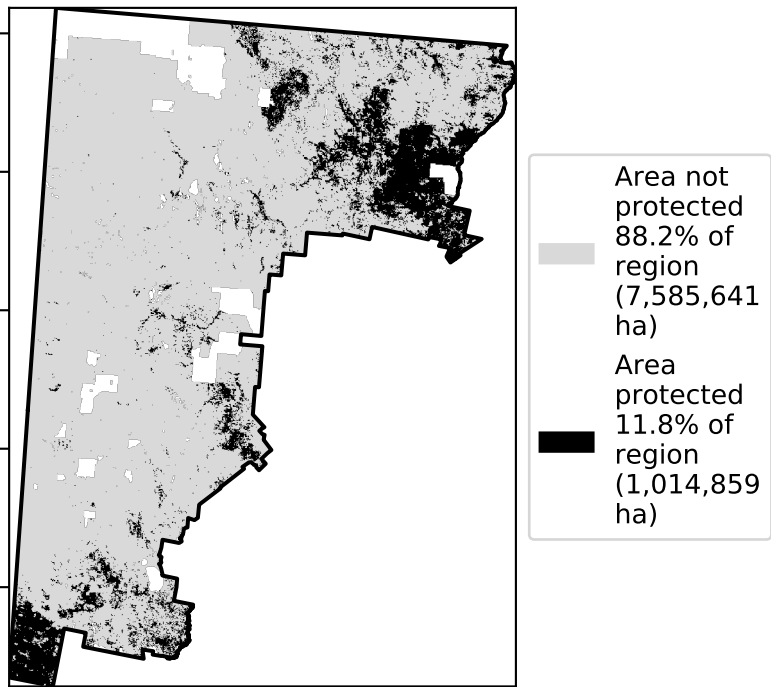 Area not
protected
88.2% of
region
(7,585,641
ha)
Area
protected
11.8% of
region
(1,014,859
ha)